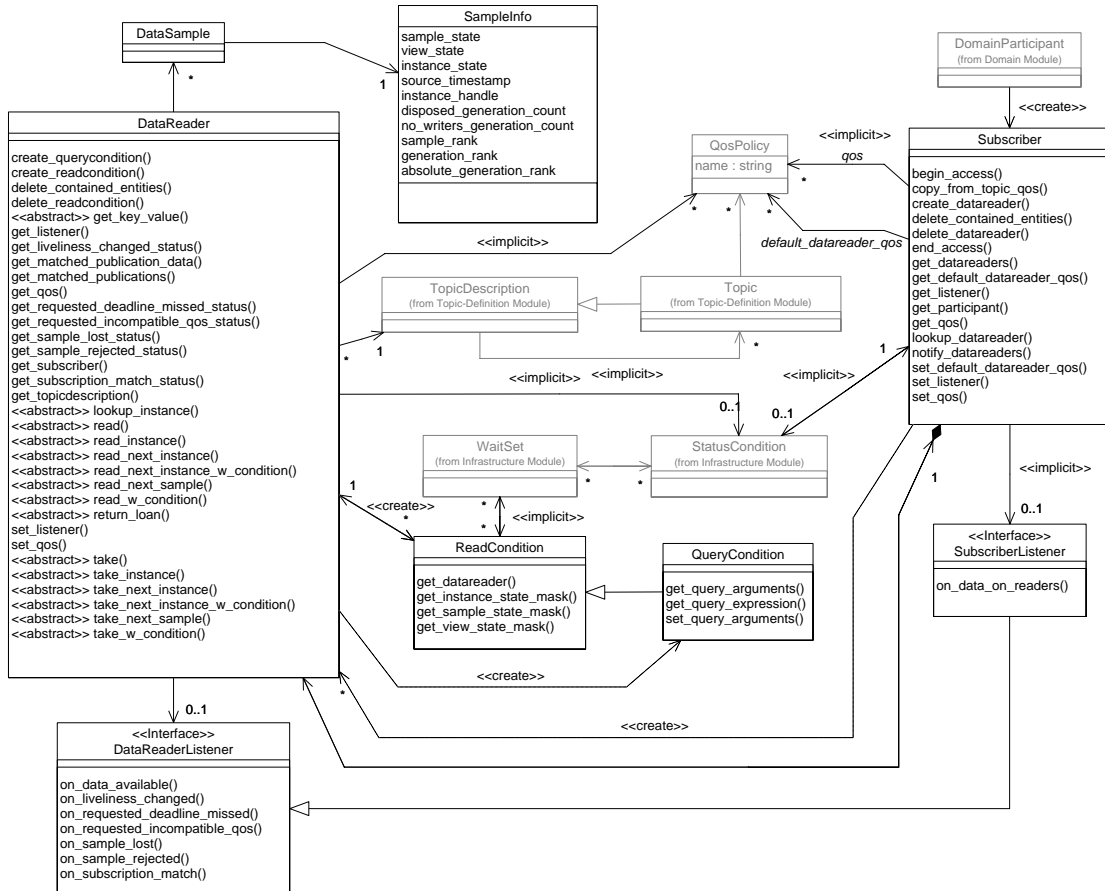 DataSample
*
SampleInfo
sample_state
view_state
instance_state
source_timestamp
instance_handle
disposed_generation_count
no_writers_generation_count
sample_rank
generation_rank
absolute_generation_rank
1
DomainParticipant
(from Domain Module)
<<create>>
DataReader
create_querycondition()
create_readcondition()
delete_contained_entities()
delete_readcondition()
<<abstract>> get_key_value()
get_listener()
get_liveliness_changed_status()
get_matched_publication_data()
get_matched_publications()
get_qos()
get_requested_deadline_missed_status()
get_requested_incompatible_qos_status()
get_sample_lost_status()
get_sample_rejected_status()
get_subscriber()
get_subscription_match_status()
get_topicdescription()
<<abstract>> lookup_instance()
<<abstract>> read()
<<abstract>> read_instance()
<<abstract>> read_next_instance()
<<abstract>> read_next_instance_w_condition()
<<abstract>> read_next_sample()
<<abstract>> read_w_condition()
<<abstract>> return_loan()
set_listener()
set_qos()
<<abstract>> take()
<<abstract>> take_instance()
<<abstract>> take_next_instance()
<<abstract>> take_next_instance_w_condition()
<<abstract>> take_next_sample()
<<abstract>> take_w_condition()
QosPolicy
name : string
<<implicit>>
qos
*
*
*
*
<<implicit>>
<<implicit>>
default_datareader_qos
Subscriber
begin_access()
copy_from_topic_qos()
create_datareader()
delete_contained_entities()
delete_datareader()
end_access()
get_datareaders()
get_default_datareader_qos()
get_listener()
get_participant()
get_qos()
lookup_datareader()
notify_datareaders()
set_default_datareader_qos()
set_listener()
set_qos()
TopicDescription
(from Topic-Definition Module)
Topic
(from Topic-Definition Module)
*
1
*
1
<<implicit>>
<<implicit>>
<<implicit>>
0..1
0..1
WaitSet
(from Infrastructure Module)
StatusCondition
(from Infrastructure Module)
*
*
1
<<implicit>>
1
<<create>>
*
*
*
<<implicit>>
0..1
ReadCondition
get_datareader()
get_instance_state_mask()
get_sample_state_mask()
get_view_state_mask()
QueryCondition
get_query_arguments()
get_query_expression()
set_query_arguments()
<<Interface>>
SubscriberListener
on_data_on_readers()
<<create>>
*
<<create>>
0..1
<<Interface>>
DataReaderListener
on_data_available()
on_liveliness_changed()
on_requested_deadline_missed()
on_requested_incompatible_qos()
on_sample_lost()
on_sample_rejected()
on_subscription_match()